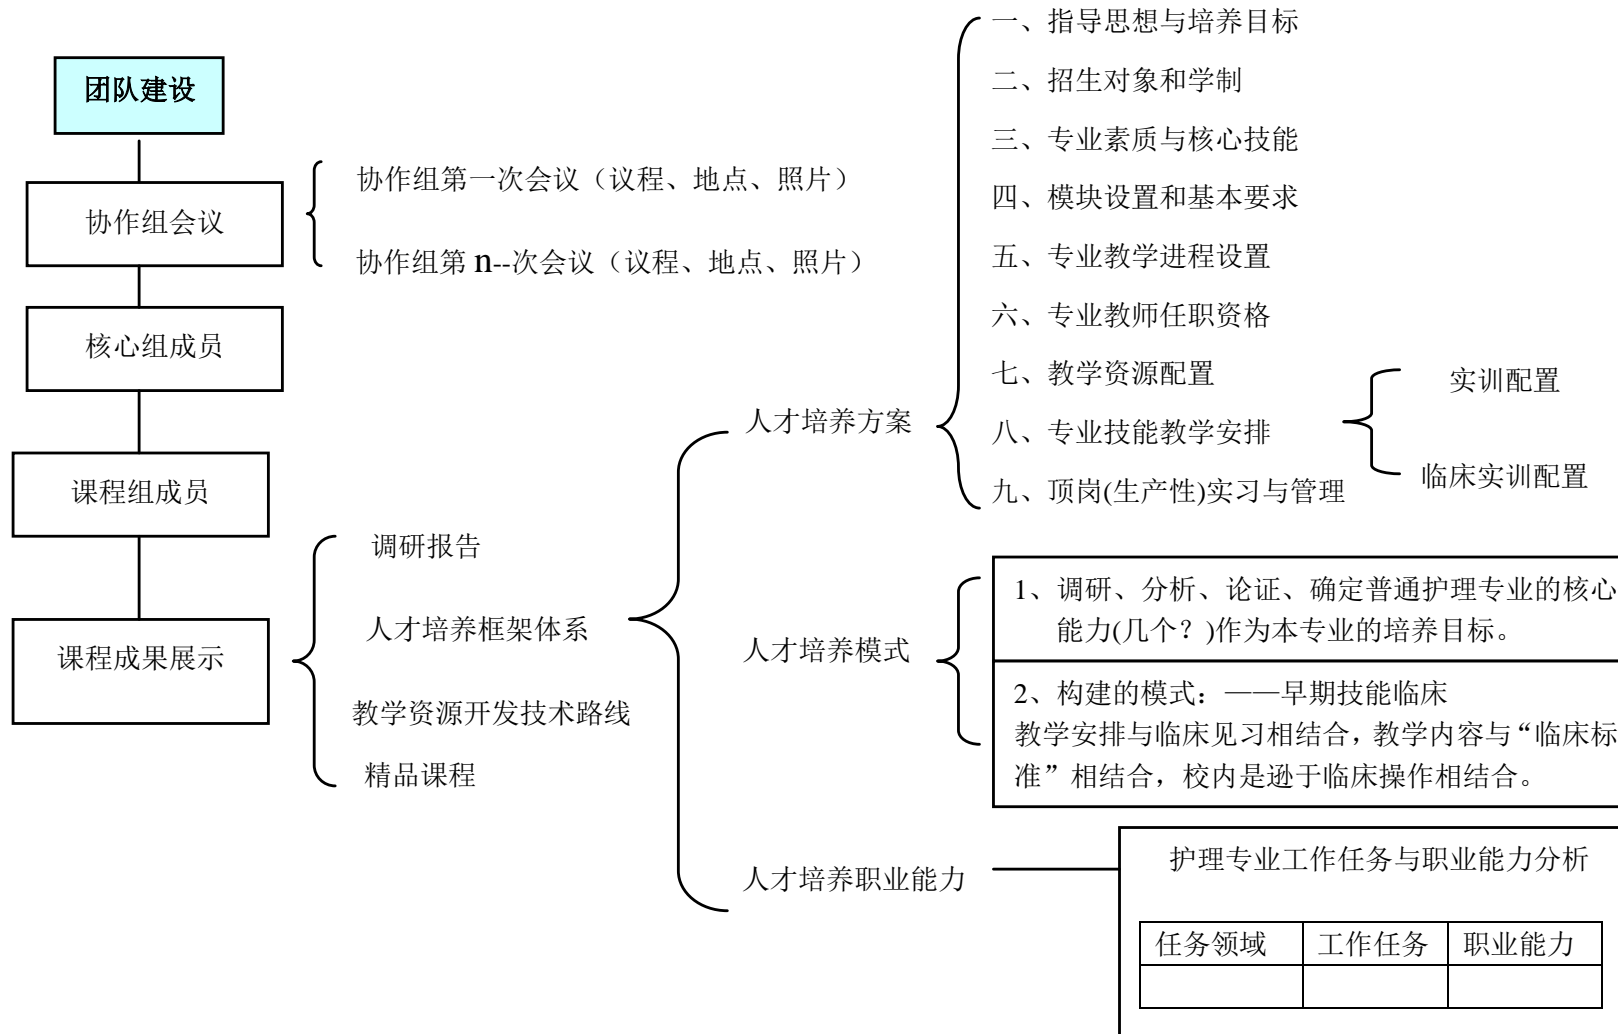 团队建设
协作组会议
协作组第一次会议（议程、地点、照片）
协作组第 n--次会议（议程、地点、照片）
核心组成员
课程组成员
课程成果展示
调研报告
人才培养框架体系
教学资源开发技术路线
精品课程
人才培养方案
一、指导思想与培养目标
二、招生对象和学制
三、专业素质与核心技能
四、模块设置和基本要求
五、专业教学进程设置
六、专业教师任职资格
七、教学资源配置
八、专业技能教学安排
九、顶岗(生产性)实习与管理
实训配置
临床实训配置
人才培养模式
1、调研、分析、论证、确定普通护理专业的核心
能力(几个？)作为本专业的培养目标。
2、构建的模式：——早期技能临床
教学安排与临床见习相结合，教学内容与“临床标
准”相结合，校内是逊于临床操作相结合。
人才培养职业能力
护理专业工作任务与职业能力分析
任务领域 工作任务 职业能力